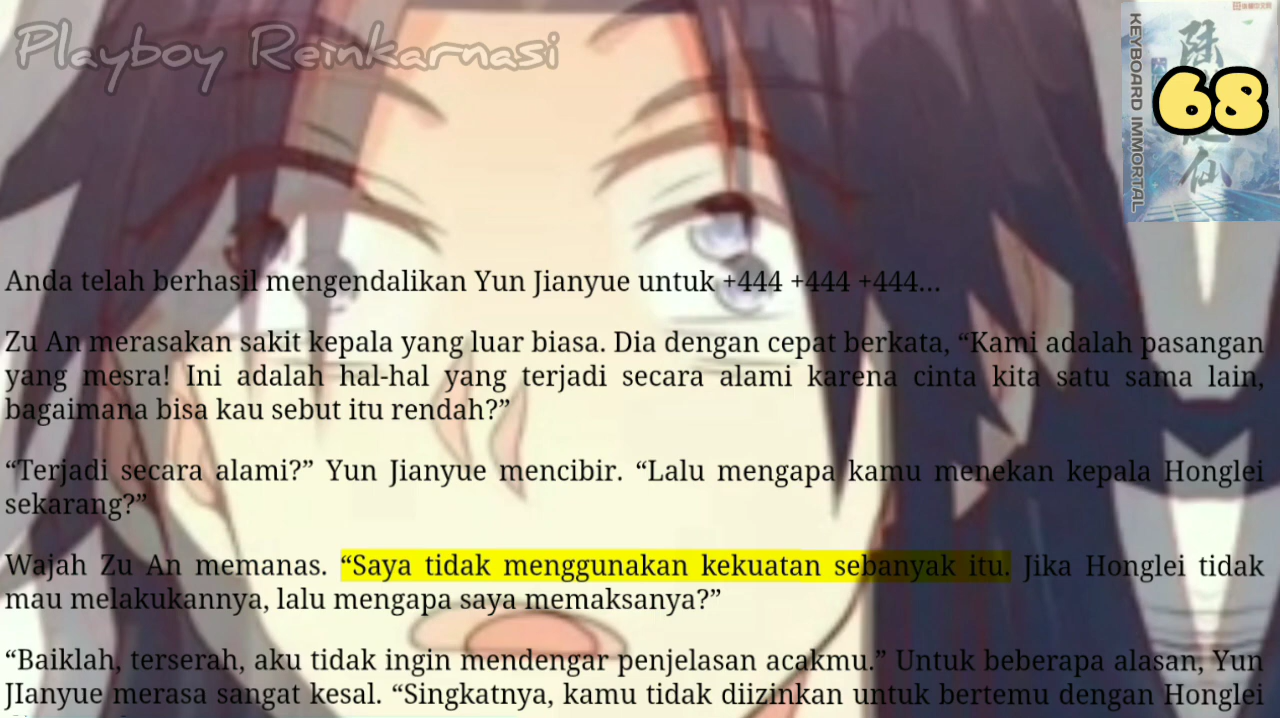 Playboy Reinkarnasi
KEYBOARD IMMORTAL
68
Anda telah berhasil mengendalikan Yun Jianyue untuk +444 +444 +444...
Zu An merasakan sakit kepala yang luar biasa. Dia dengan cepat berkata, “Kami adalah pasangan
yang mesra! Ini adalah hal-hal yang terjadi secara alami karena cinta kita satu sama lain,
bagaimana bisa kau sebut itu rendah?”
“Terjadi secara alami?” Yun Jianyue mencibir. “Lalu mengapa kamu menekan kepala Honglei
sekarang?”
Wajah Zu An memanas. “Saya tidak menggunakan kekuatan sebanyak itu. Jika Honglei tidak
mau melakukannya, lalu mengapa saya memaksanya?”
“Baiklah, terserah, aku tidak ingin mendengar penjelasan acakmu.” Untuk beberapa alasan, Yun
JIanyue merasa sangat kesal. “Singkatnya, kamu tidak diizinkan untuk bertemu dengan Honglei